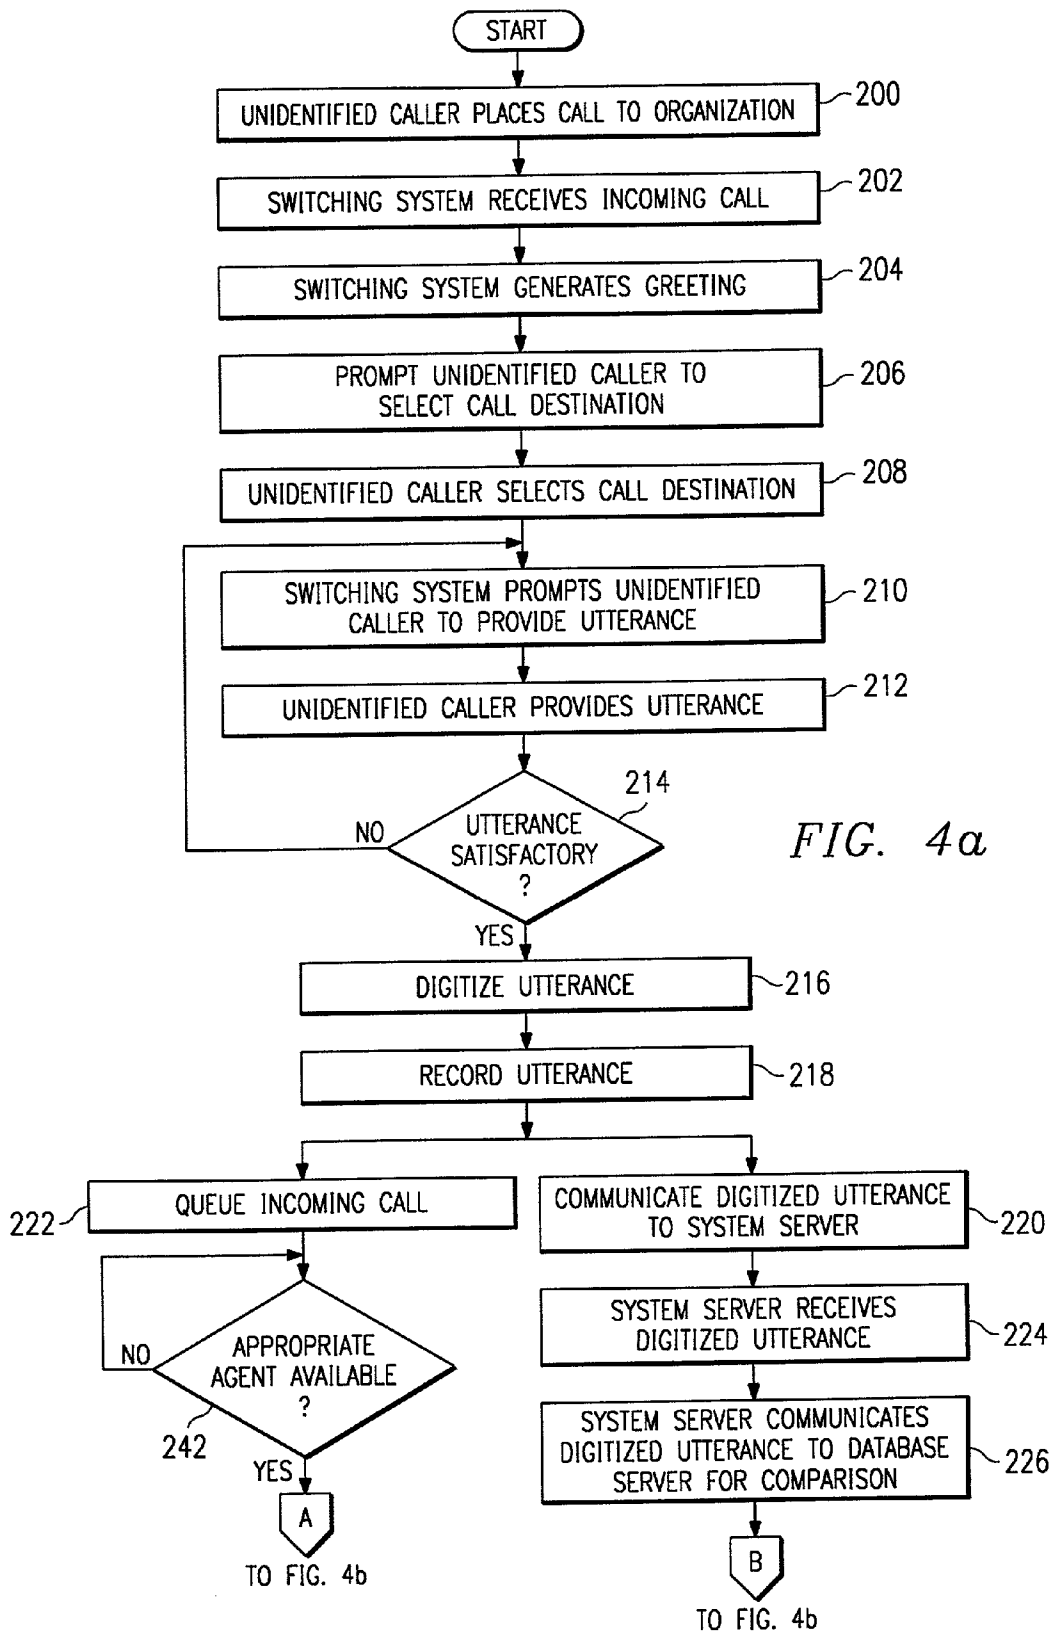 START
UNIDENTIFIED CALLER PLACES CALL TO ORGANIZATION
200
SWITCHING SYSTEM RECEIVES INCOMING CALL
202
SWITCHING SYSTEM GENERATES GREETING
204
PROMPT UNIDENTIFIED CALLER TO
SELECT CALL DESTINATION
206
UNIDENTIFIED CALLER SELECTS CALL DESTINATION
208
SWITCHING SYSTEM PROMPTS UNIDENTIFIED
CALLER TO PROVIDE UTTERANCE
210
UNIDENTIFIED CALLER PROVIDES UTTERANCE
212
214
UTTERANCE
SATISFACTORY
?
NO
YES
FIG. 4a
DIGITIZE UTTERANCE
216
RECORD UTTERANCE
218
QUEUE INCOMING CALL
222
APPROPRIATE
AGENT AVAILABLE
?
NO
242
YES
A
TO FIG. 4b
COMMUNICATE DIGITIZED UTTERANCE
TO SYSTEM SERVER
220
SYSTEM SERVER RECEIVES
DIGITIZED UTTERANCE
224
SYSTEM SERVER COMMUNICATES
DIGITIZED UTTERANCE TO DATABASE
SERVER FOR COMPARISON
226
B
TO FIG. 4b